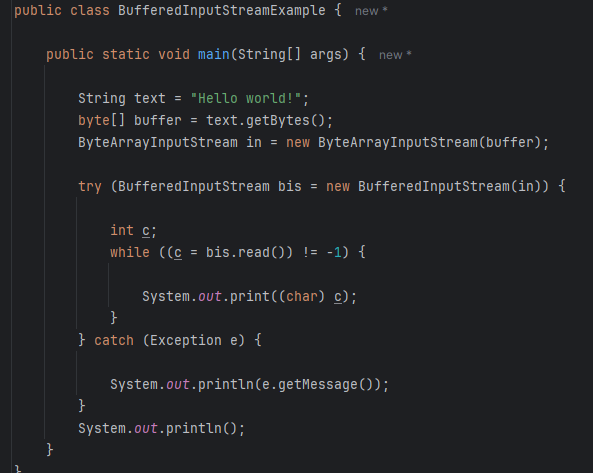 public class BufferedInputStreamExample { new *
public static void main(String[] args) { new *
String text = "Hello world!";
byte[] buffer = text.getBytes();
ByteArrayInputStream in = new ByteArrayInputStream(buffer);
try (BufferedInputStream bis = new BufferedInputStream(in)) {
int c;
while ((c = bis.read()) != -1) {
System.out.print((char) c);
}
} catch (Exception e) {
System.out.println(e.getMessage());
}
System.out.println();
}
}